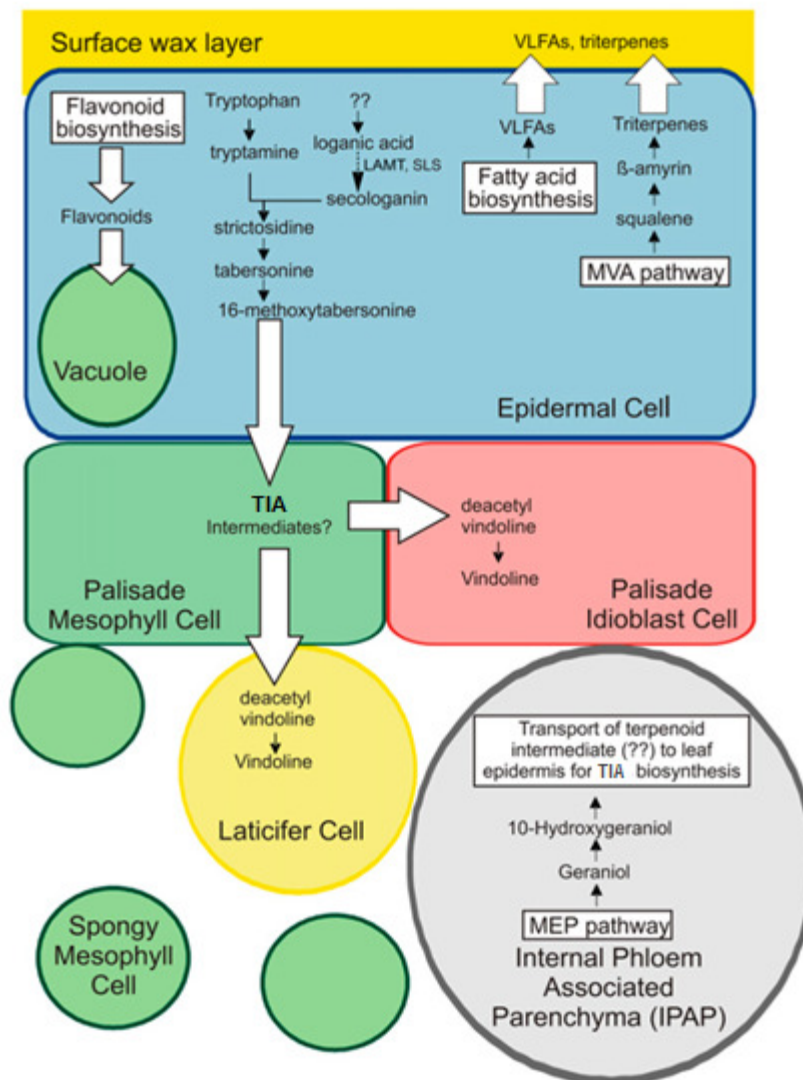 Surface wax layer
VLFAs, triterpenes
Flavonoid
biosynthesis
Flavonoids
Vacuole
Tryptophan
tryptamine
??
loganic acid
LAMT, SLS
secologanin
strictosidine
tabersonine
16-methoxytabersonine
VLFAs
Fatty acid
biosynthesis
Triterpenes
ß-amyrin
squalene
MVA pathway
Epidermal Cell
TIA
Intermediates?
Palisade
Mesophyll Cell
deacetyl
vindoline
Vindoline
Palisade
Idioblast Cell
deacetyl
vindoline
Vindoline
Laticifer Cell
Transport of terpenoid
intermediate (??) to leaf
epidermis for TIA biosynthesis
10-Hydroxygeraniol
Geraniol
MEP pathway
Internal Phloem
Associated
Parenchyma (IPAP)
Spongy
Mesophyll
Cell